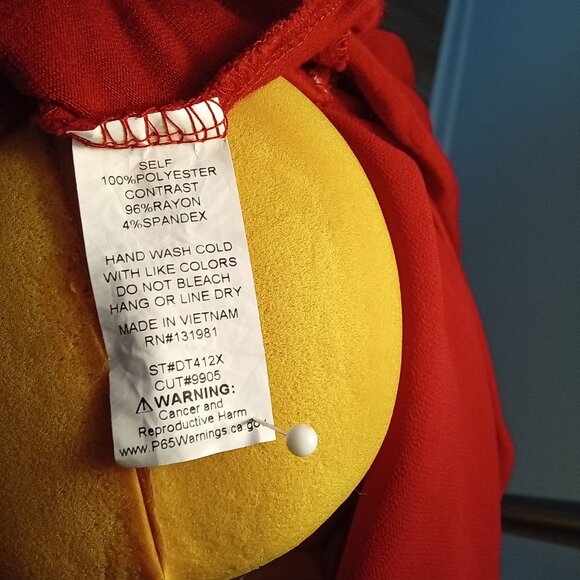 SELF
100%POLYESTER
CONTRAST
96%RAYON
4%SPANDEX
HAND WASH COLD
WITH LIKE COLORS
DO NOT BLEACH
HANG OR LINE DRY
MADE IN VIETNAM
RN#131981
ST#DT412X
CUT#9905
⚠WARNING:
Cancer and
Reproductive Harm
www.P65Warnings.ca.go